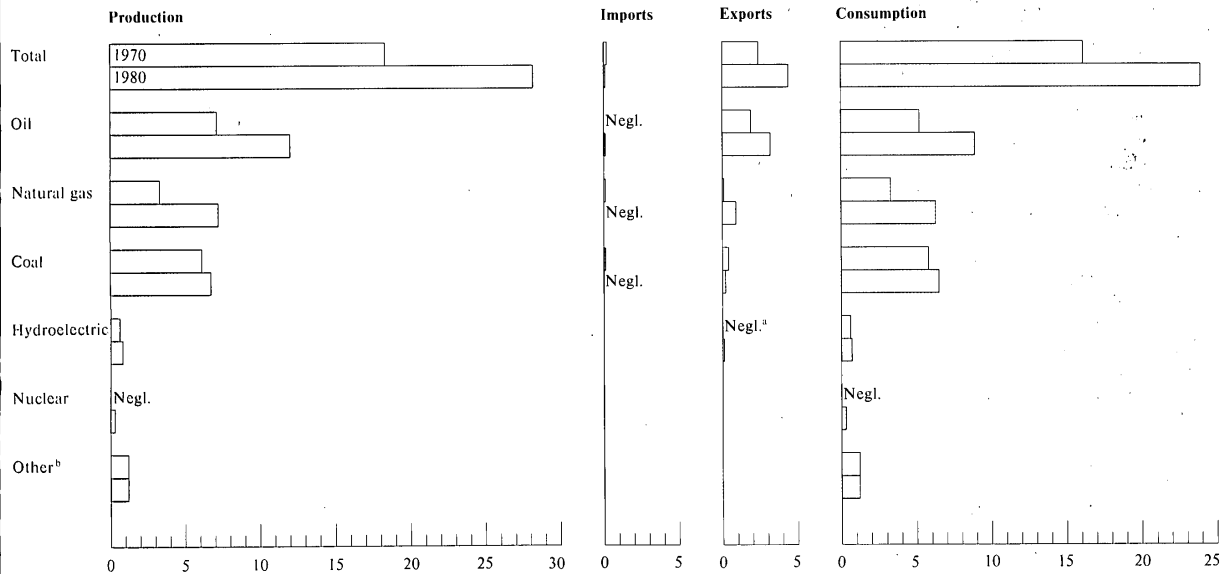 Production Imports Exports Consumption
Total
1970
1980
Oil
Negl.
Natural gas
Negl.
Coal
Negl.
Hydroelectric
Negl.ᵃ
Nuclear
Negl.
Negl.
Otherᵇ
0 5 10 15 20 25 30 0 5 0 5 0 5 10 15 20 25